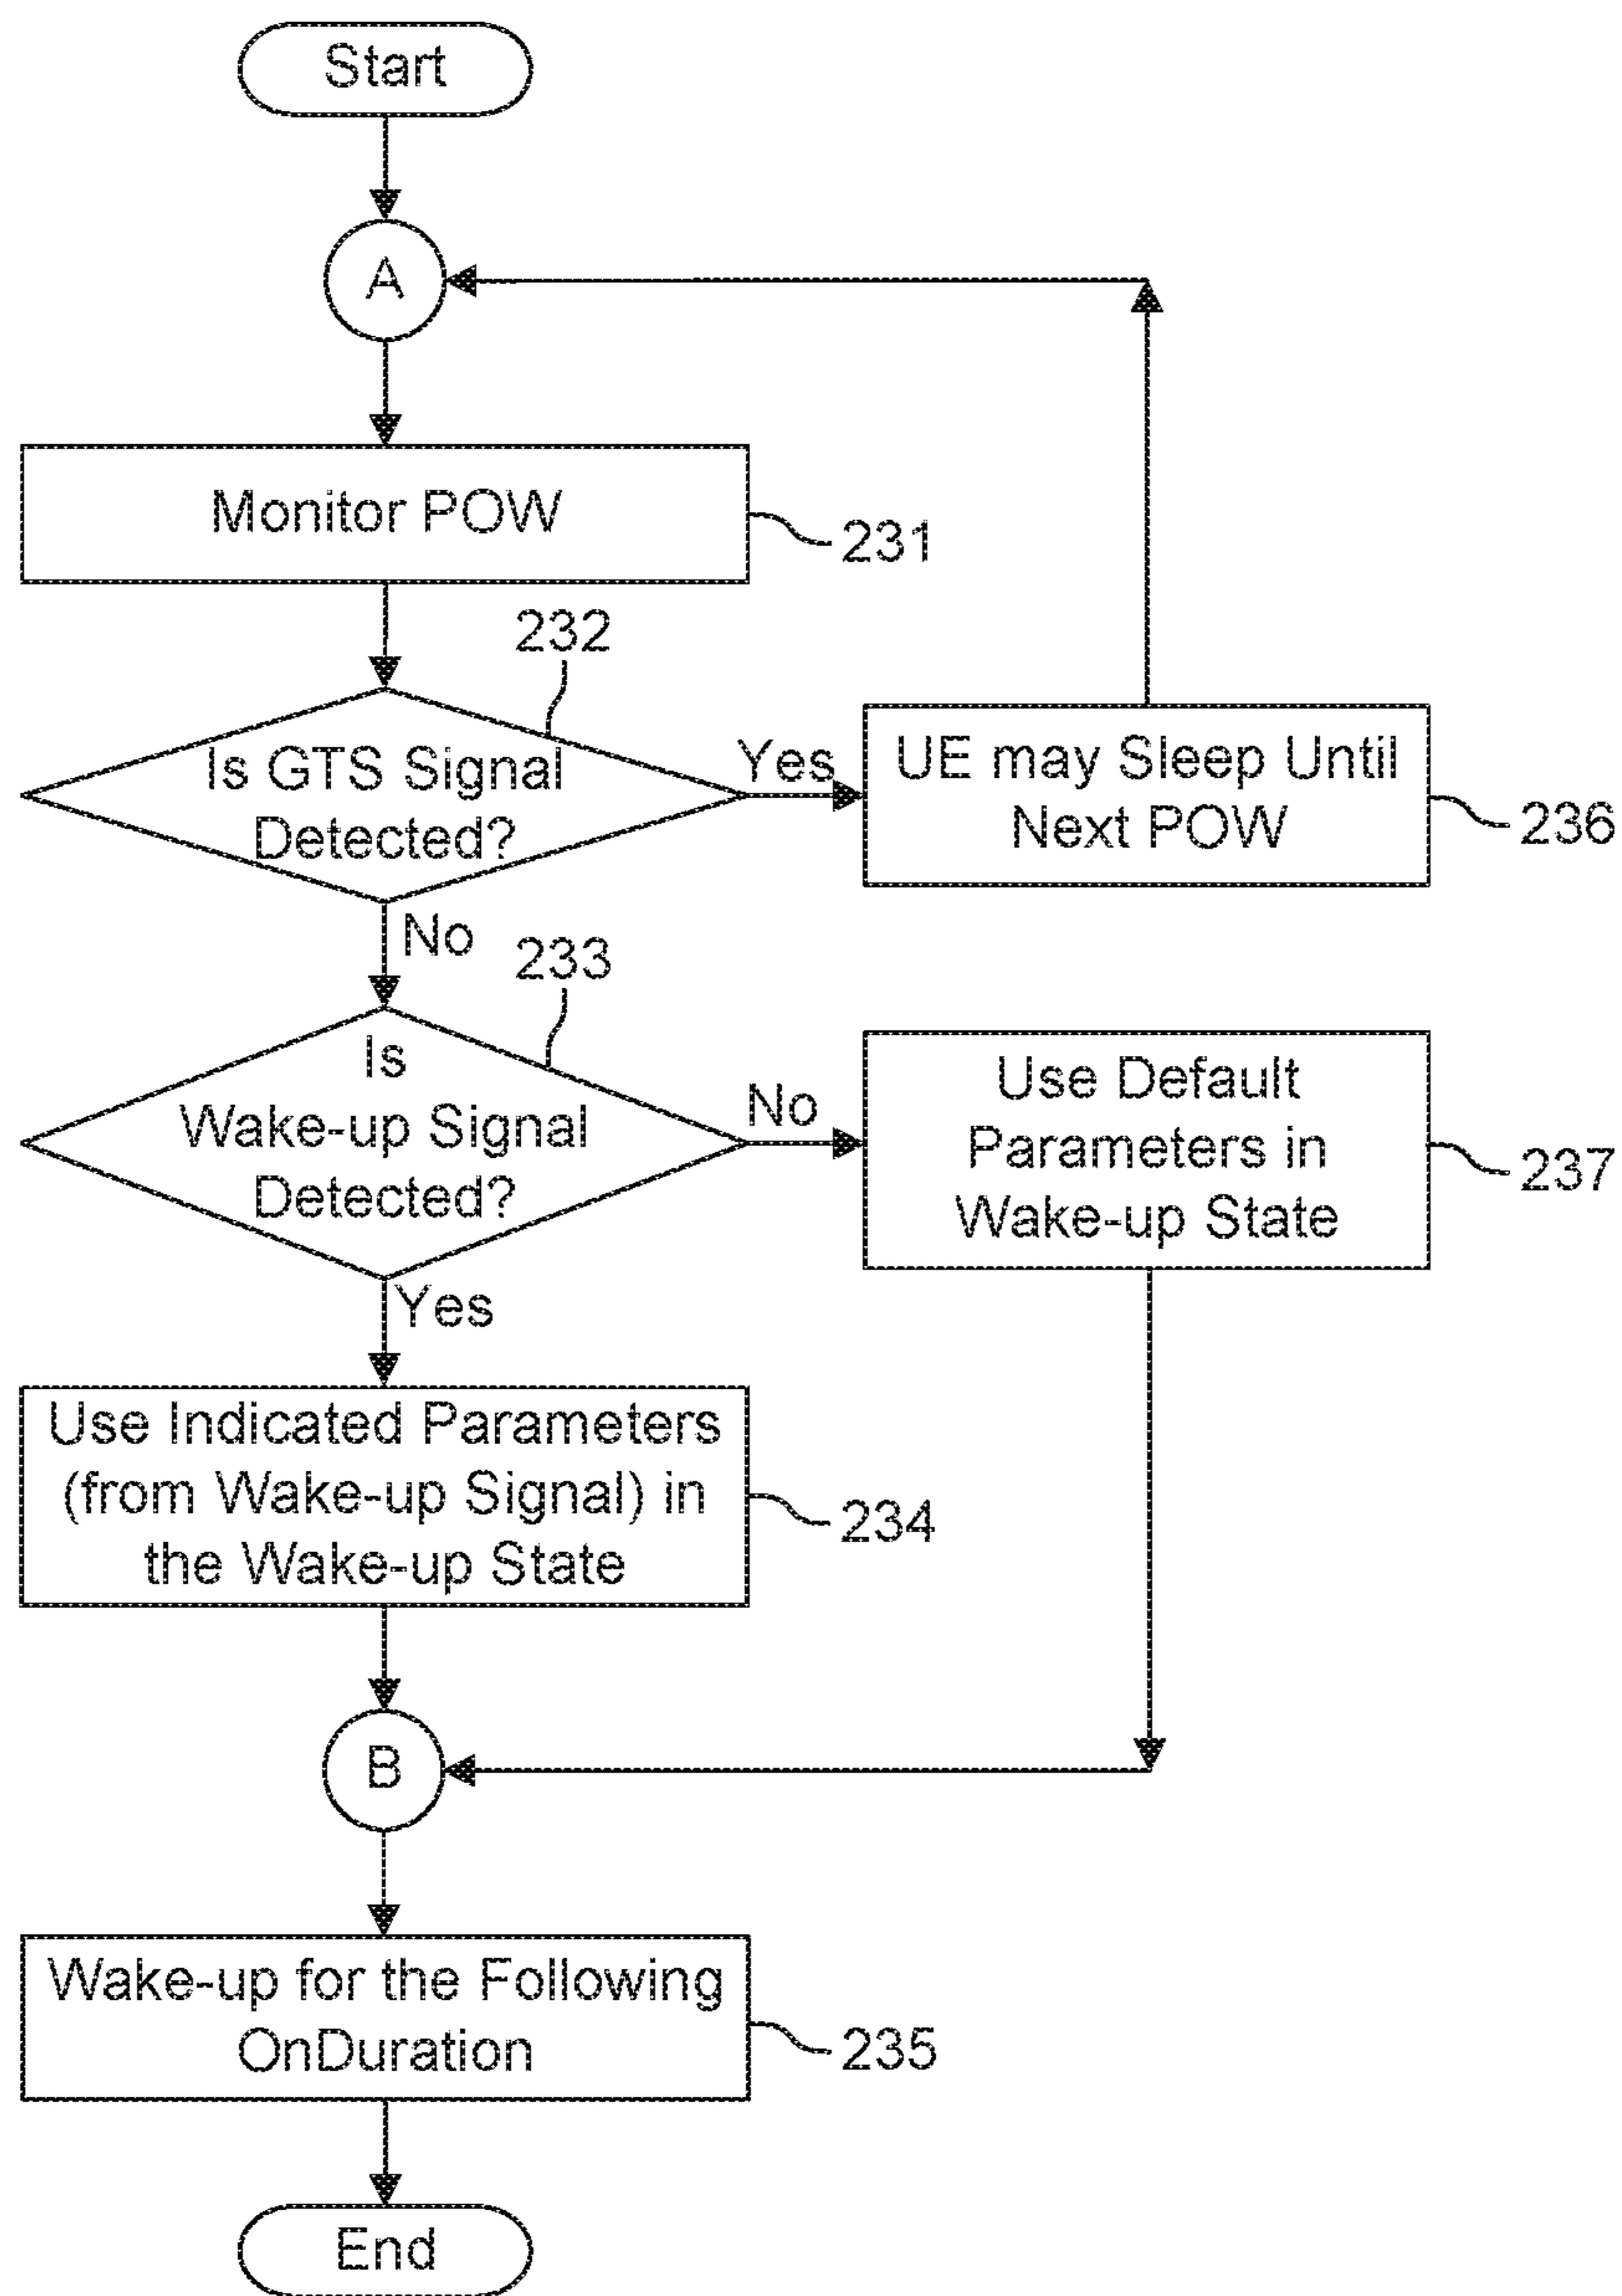 Start
A
Monitor POW
231
232
Is GTS Signal
Detected?
Yes
UE may Sleep Until
Next POW
236
No
233
Is
Wake-up Signal
Detected?
No
Use Default
Parameters in
Wake-up State
237
Yes
Use Indicated Parameters
(from Wake-up Signal) in
the Wake-up State
234
B
Wake-up for the Following
OnDuration
235
End